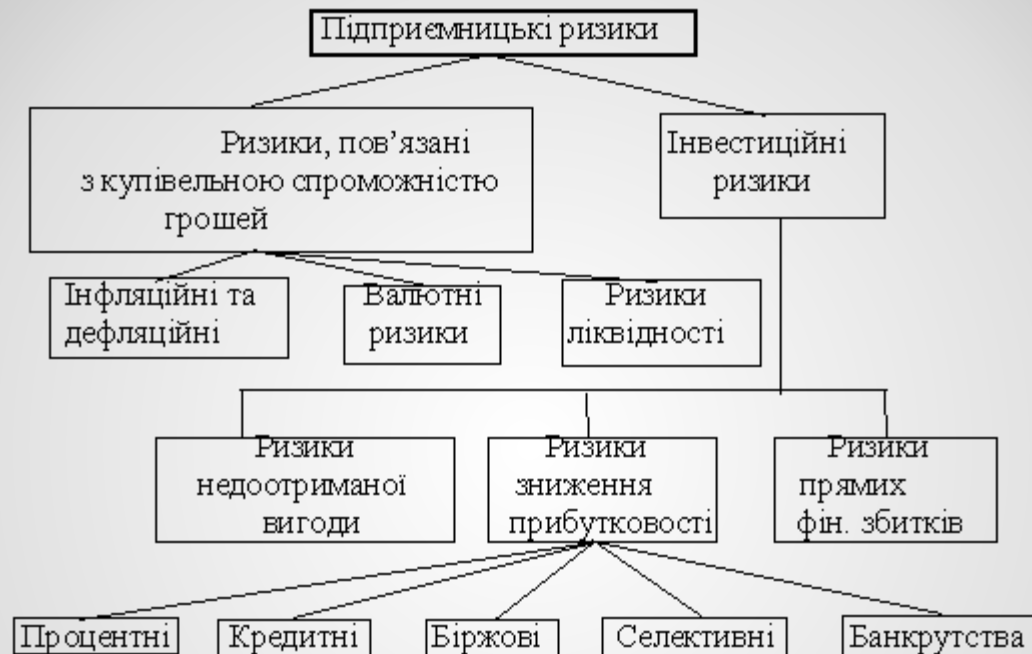 Підприємницькі ризики
Ризики, пов’язані
з купівельною спроможністю
грошей
Інвестиційні
ризики
Інфляційні та
дефляційні
Валютні
ризики
Ризики
ліквідності
Ризики
недоотриманої
вигоди
Ризики
зниження
прибутковості
Ризики
прямих
фін. збитків
Процентні
Кредитні
Біржові
Селективні
Банкрутства